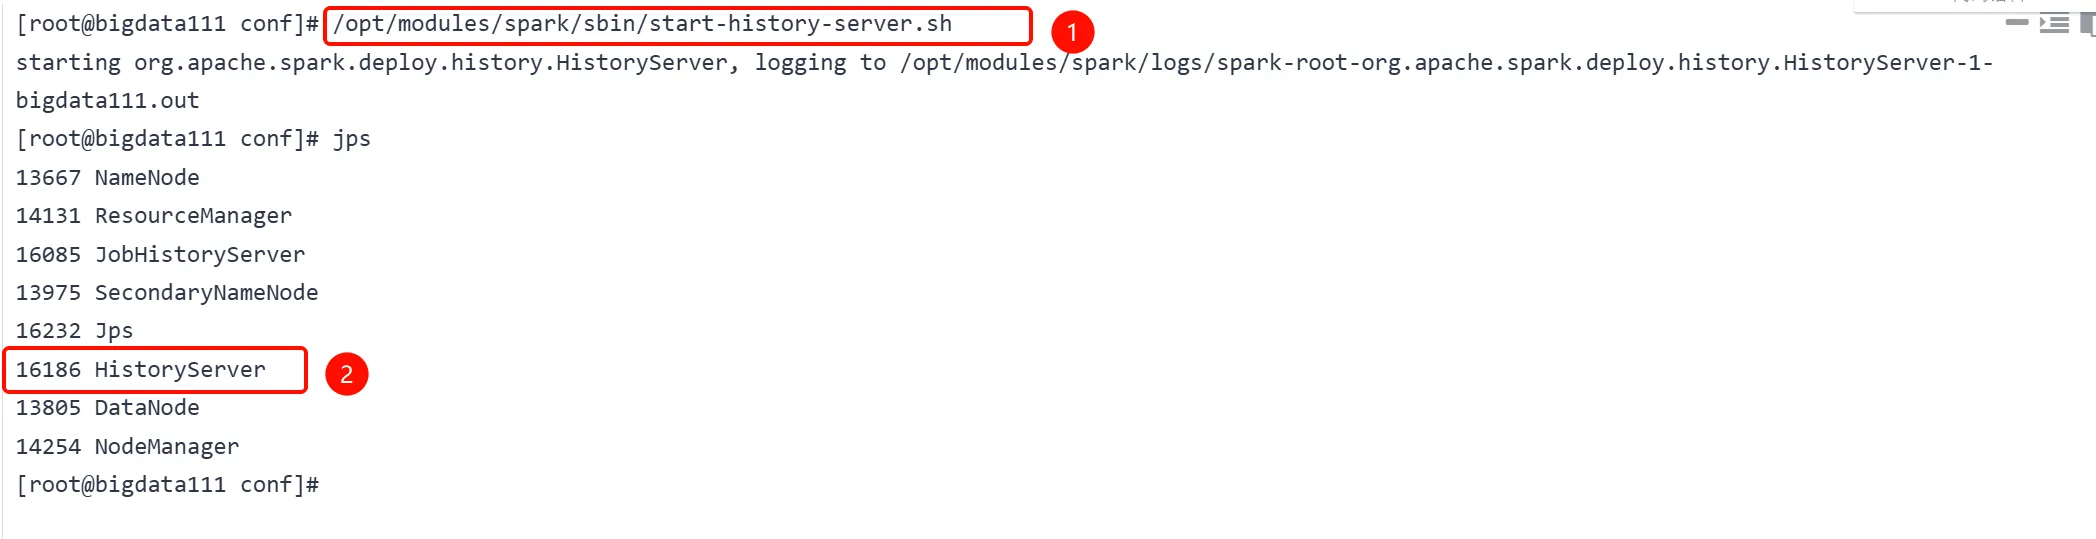 [root@bigdata111 conf]# /opt/modules/spark/sbin/start-history-server.sh
1
starting org.apache.spark.deploy.history.HistoryServer, logging to /opt/modules/spark/logs/spark-root-org.apache.spark.deploy.history.HistoryServer-1-
bigdata111.out
[root@bigdata111 conf]# jps
13667 NameNode
14131 ResourceManager
16085 JobHistoryServer
13975 SecondaryNameNode
16232 Jps
16186 HistoryServer
2
13805 DataNode
14254 NodeManager
[root@bigdata111 conf]#